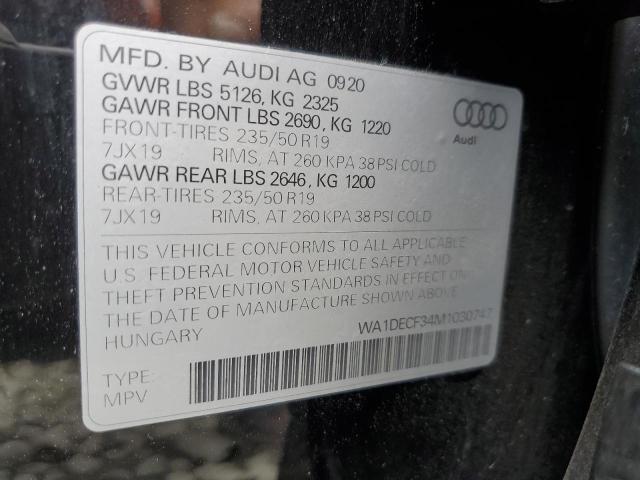 MFD. BY AUDI AG 0920
GVWR LBS 5126, KG 2325
GAWR FRONT LBS 2690, KG 1220
FRONT-TIRES 235/50 R19
7JX19 RIMS, AT 260 KPA 38 PSI COLD
GAWR REAR LBS 2646, KG 1200
REAR-TIRES 235/50 R19
7JX19 RIMS, AT 260 KPA 38 PSI COLD
Audi
THIS VEHICLE CONFORMS TO ALL APPLICABLE
U.S. FEDERAL MOTOR VEHICLE SAFETY AND
THEFT PREVENTION STANDARDS IN EFFECT ON
THE DATE OF MANUFACTURE SHOWN ABOVE
HUNGARY WA1DECF34M1030747
TYPE:
MPV